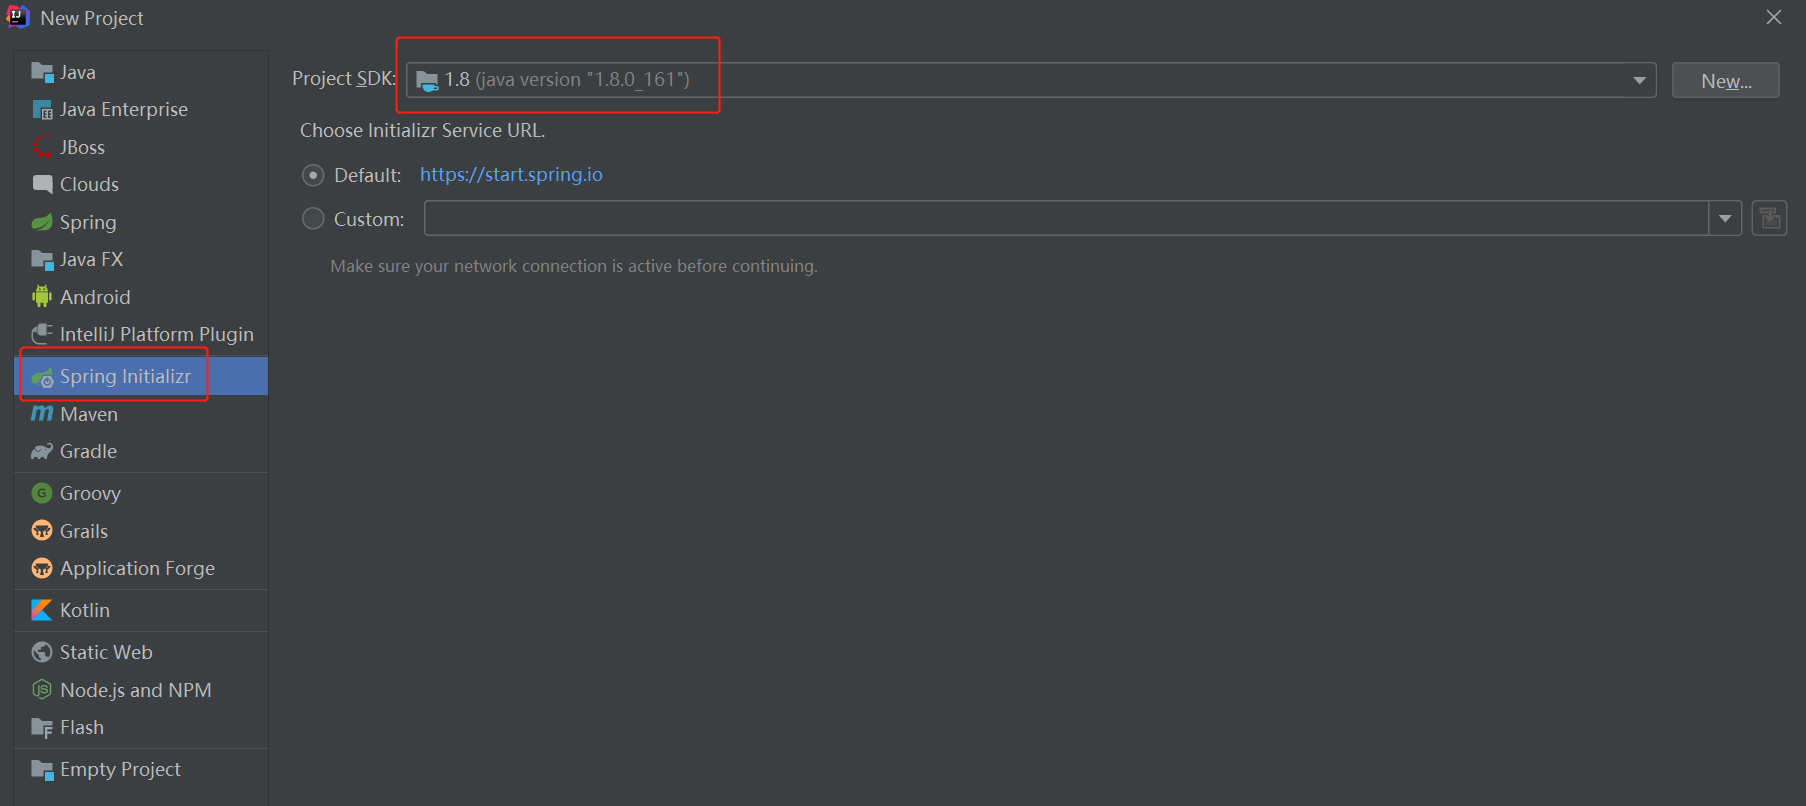 New Project
Java
Java Enterprise
JBoss
Clouds
Spring
Java FX
Android
IntelliJ Platform Plugin
Spring Initializr
Maven
Gradle
Groovy
Grails
Application Forge
Kotlin
Static Web
Node.js and NPM
Flash
Empty Project
Project SDK: 1.8 (java version "1.8.0_161") New...
Choose Initializr Service URL.
Default: https://start.spring.io
Custom:
Make sure your network connection is active before continuing.